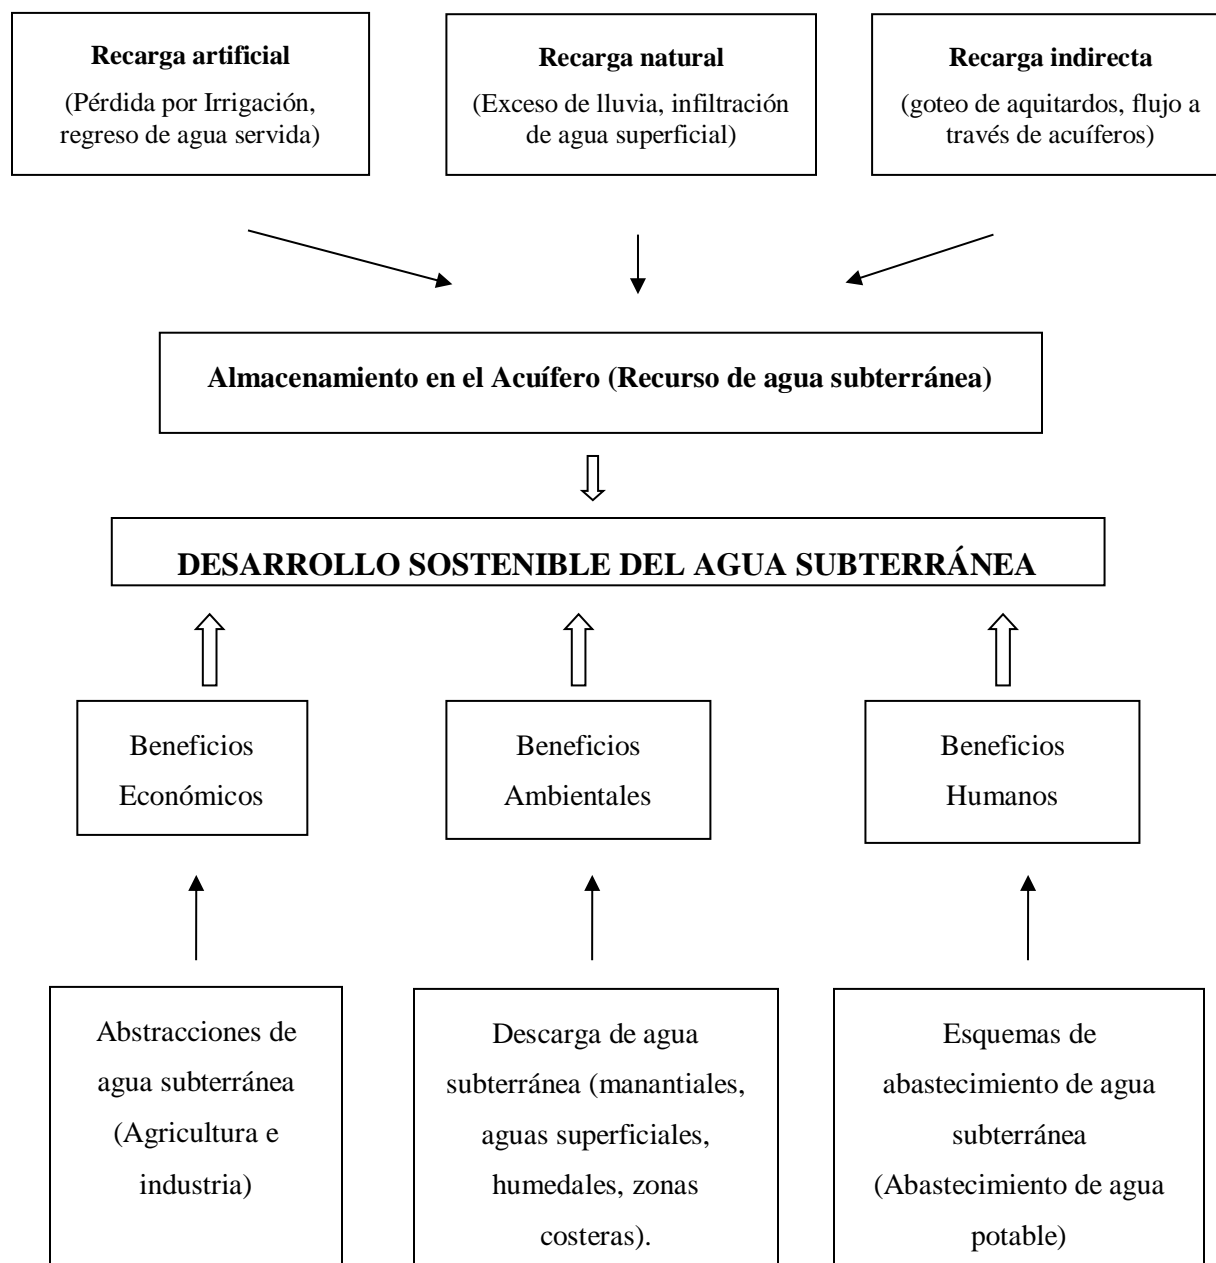 Recarga artificial
(Pérdida por Irrigación,
regreso de agua servida)
Recarga natural
(Exceso de lluvia, infiltración
de agua superficial)
Recarga indirecta
(goteo de aquitardos, flujo a
través de acuíferos)
Almacenamiento en el Acuífero (Recurso de agua subterránea)
DESARROLLO SOSTENIBLE DEL AGUA SUBTERRÁNEA
Beneficios
Económicos
Beneficios
Ambientales
Beneficios
Humanos
Abstracciones de
agua subterránea
(Agricultura e
industria)
Descarga de agua
subterránea (manantiales,
aguas superficiales,
humedales, zonas
costeras).
Esquemas de
abastecimiento de agua
subterránea
(Abastecimiento de agua
potable)